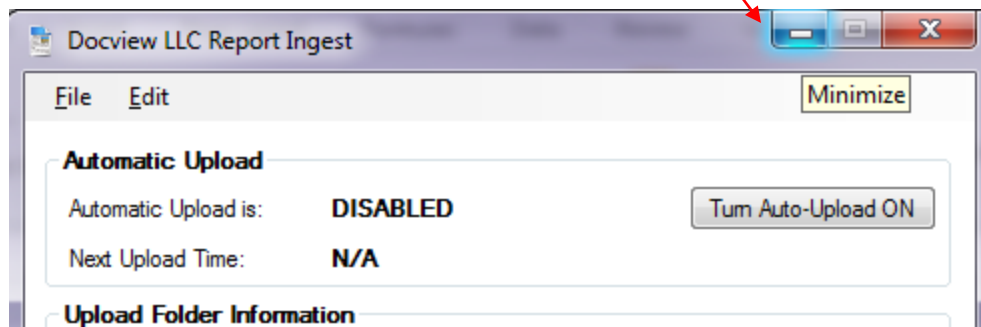 Docview LLC Report Ingest
File Edit
Minimize
Automatic Upload
Automatic Upload is: DISABLED Turn Auto-Upload ON
Next Upload Time: N/A
Upload Folder Information